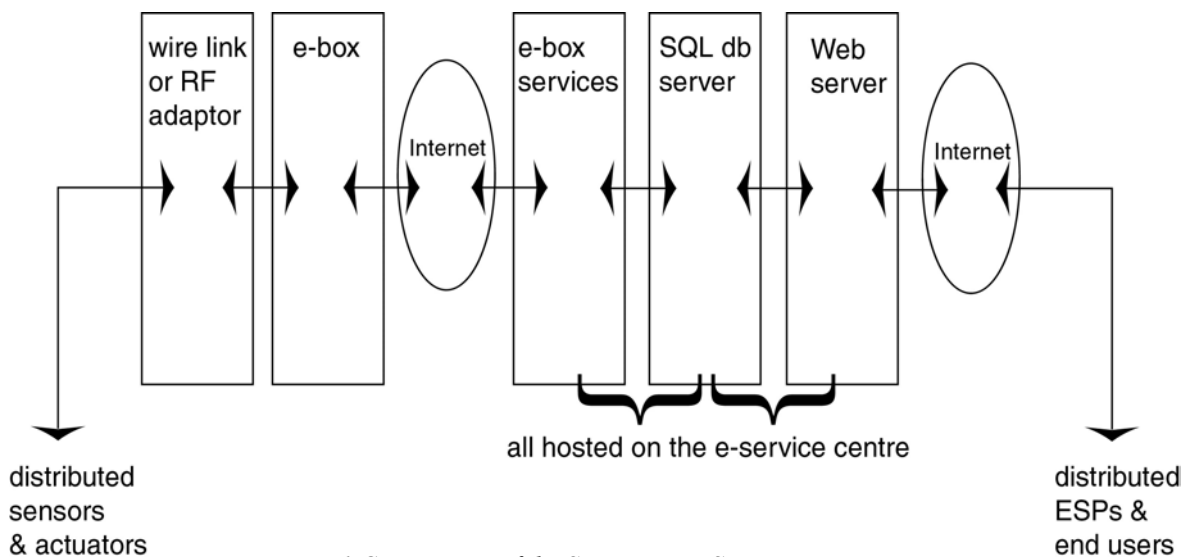 wire link
or RF
adaptor
e-box
Internet
e-box
services
SQL db
server
Web
server
Internet
all hosted on the e-service centre
distributed
sensors
& actuators
distributed
ESPs &
end users